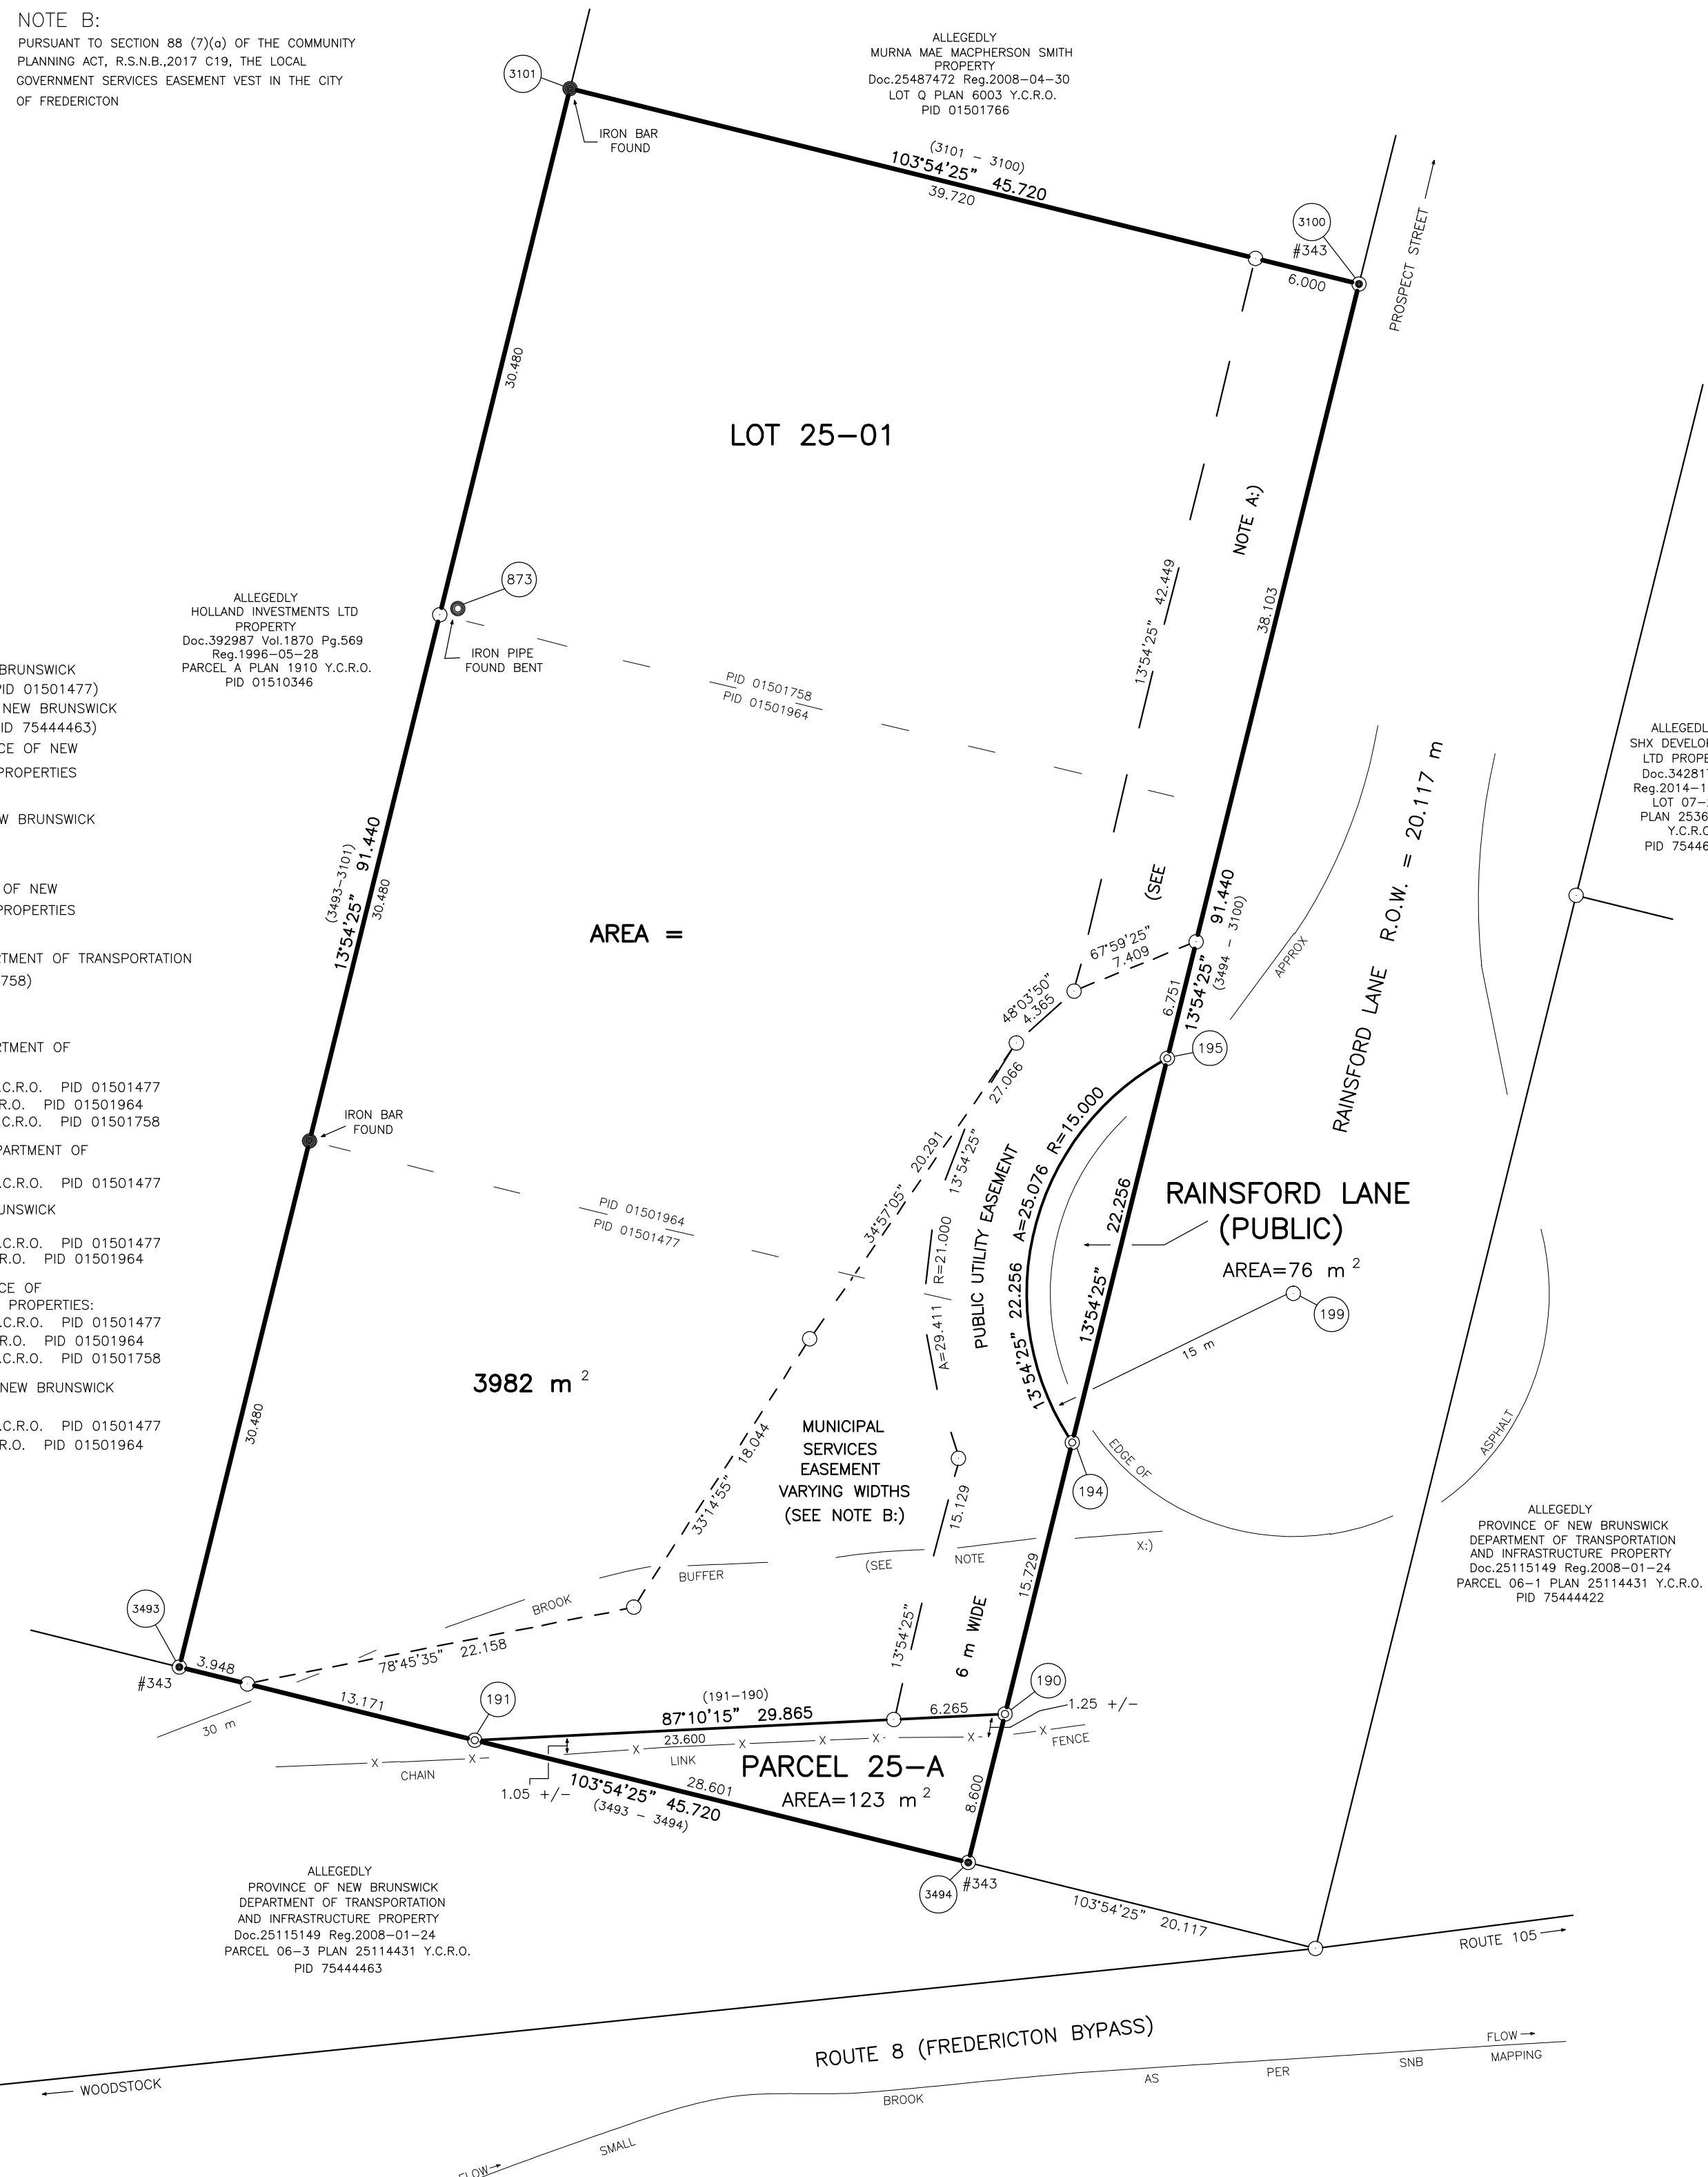 NOTE B:
PURSUANT TO SECTION 88 (7)(a) OF THE COMMUNITY
PLANNING ACT, R.S.N.B.,2017 C19, THE LOCAL
GOVERNMENT SERVICES EASEMENT VEST IN THE CITY
OF FREDERICTON
ALLEGEDLY
MURNA MAE MACPHERSON SMITH
PROPERTY
Doc.25487472 Reg.2008-04-30
LOT Q PLAN 6003 Y.C.R.O.
PID 01501766
3101
IRON BAR
FOUND
(3101 - 3100)
103°54'25" 45.720
39.720
3100
#343
6.000
PROSPECT STREET
30.480
LOT 25-01
NOTE A:)
42.449
13°54'25"
38.103
873
IRON PIPE
FOUND BENT
ALLEGEDLY
HOLLAND INVESTMENTS LTD
PROPERTY
Doc.392987 Vol.1870 Pg.569
Reg.1996-05-28
PARCEL A PLAN 1910 Y.C.R.O.
PID 01510346
PID 01501758
PID 01501964
BRUNSWICK
PID 01501477)
NEW BRUNSWICK
PID 75444463)
CE OF NEW
PROPERTIES
W BRUNSWICK
OF NEW
PROPERTIES
RTMENT OF TRANSPORTATION
758)
RTMENT OF
.C.R.O. PID 01501477
R.O. PID 01501964
.C.R.O. PID 01501758
PARTMENT OF
.C.R.O. PID 01501477
UNSWICK
.C.R.O. PID 01501477
R.O. PID 01501964
CE OF
PROPERTIES:
.C.R.O. PID 01501477
R.O. PID 01501964
.C.R.O. PID 01501758
NEW BRUNSWICK
.C.R.O. PID 01501477
R.O. PID 01501964
ALLEGEDL
SHX DEVELO
LTD PROPE
Doc.34281
Reg.2014-1
LOT 07-
PLAN 2536
Y.C.R.O
PID 75446
RAINSFORD LANE R.O.W. = 20.117 m
(3493-3101)
13°54'25" 91.440
30.480
AREA =
(SEE
91.440
(3494 - 3100)
13°54'25"
67°59'25"
7.409
48°03'50"
4.365
6.751
APPROX
195
27.066
IRON BAR
FOUND
20.291
34°57'05"
13°54'25"
A=29.411 / R=21.000
PUBLIC UTILITY EASEMENT
13°54'25" 22.256 A=25.076 R=15.000
22.256
13°54'25"
RAINSFORD LANE
(PUBLIC)
AREA=76 m 2
199
15 m
PID 01501964
PID 01501477
3982 m 2
30.480
18.044
33°14'55"
MUNICIPAL
SERVICES
EASEMENT
VARYING WIDTHS
(SEE NOTE B:)
15.129
194
EDGE OF
ASPHALT
BROOK
BUFFER
(SEE
NOTE
X:)
15.729
ALLEGEDLY
PROVINCE OF NEW BRUNSWICK
DEPARTMENT OF TRANSPORTATION
AND INFRASTRUCTURE PROPERTY
Doc.25115149 Reg.2008-01-24
PARCEL 06-1 PLAN 25114431 Y.C.R.O.
PID 75444422
3493
#343
3.948
78°45'35" 22.158
13°54'25"
6 m WIDE
30 m
13.171
191
(191-190)
87°10'15" 29.865
6.265
190
1.25 +/-
23.600
X
X
X
X
X
X
X
X
CHAIN
LINK
FENCE
1.05 +/-
PARCEL 25-A
AREA=123 m 2
28.601
103°54'25" 45.720
(3493 - 3494)
8.600
3494
#343
103°54'25" 20.117
ALLEGEDLY
PROVINCE OF NEW BRUNSWICK
DEPARTMENT OF TRANSPORTATION
AND INFRASTRUCTURE PROPERTY
Doc.25115149 Reg.2008-01-24
PARCEL 06-3 PLAN 25114431 Y.C.R.O.
PID 75444463
ROUTE 105
ROUTE 8 (FREDERICTON BYPASS)
WOODSTOCK
FLOW
MAPPING
SNB
PER
AS
BROOK
SMALL
FLOW